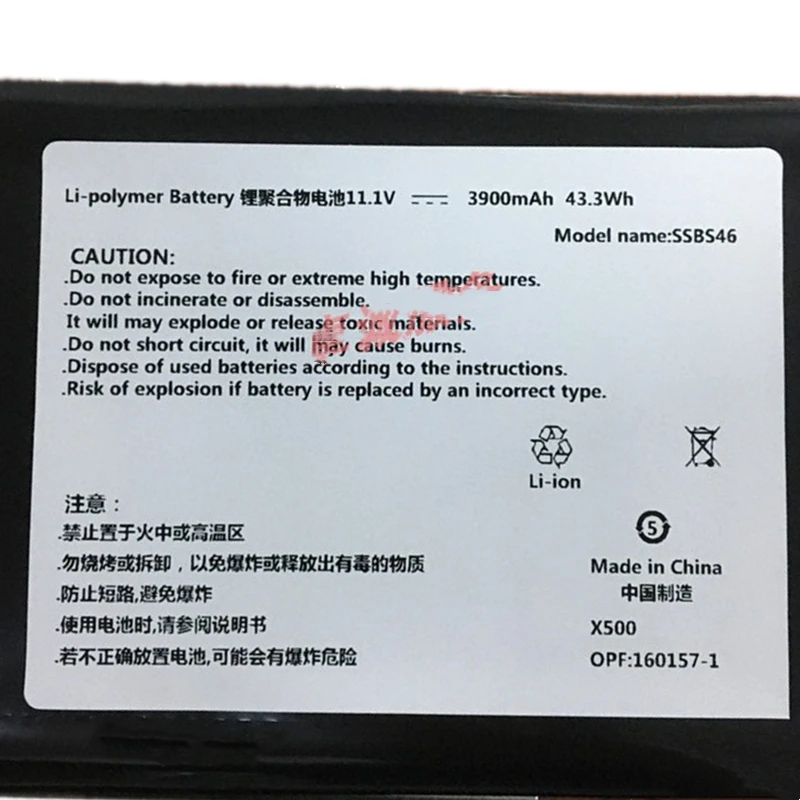 Li-polymer Battery 锂聚合物电池11.1V 3900mAh 43.3Wh
Model name:SSBS46
CAUTION:
.Do not expose to fire or extreme high temperatures.
.Do not incinerate or disassemble.
It will may explode or release toxic materials.
.Do not short circuit, it will may cause burns.
.Dispose of used batteries according to the instructions.
.Risk of explosion if battery is replaced by an incorrect type.
Li-ion
注意：
.禁止置于火中或高温区
.勿烧烤或拆卸，以免爆炸或释放出有毒的物质
.防止短路,避免爆炸
.使用电池时,请参阅说明书
.若不正确放置电池,可能会有爆炸危险
5
Made in China
中国制造
X500
OPF:160157-1